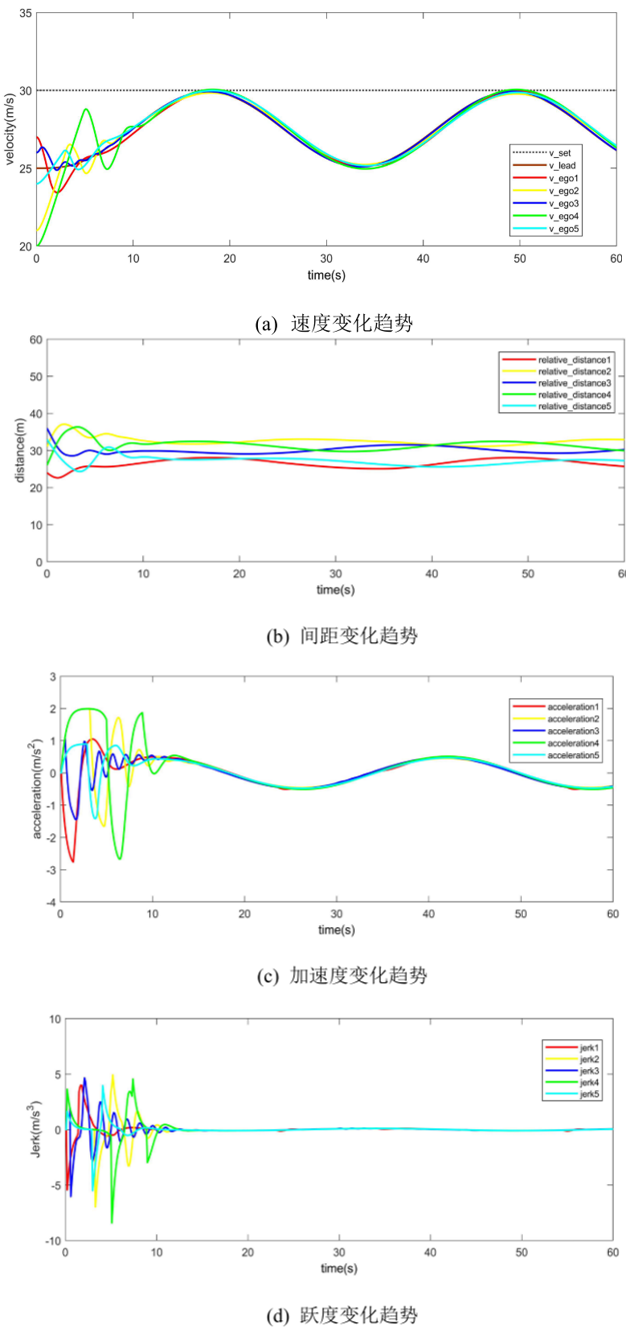 35
30
25
20
velocity(m/s)
v_set
v_lead
v_ego1
v_ego2
v_ego3
v_ego4
v_ego5
0 10 20 30 40 50 60
time(s)
(a) 速度变化趋势
60
50
40
30
20
10
0
distance(m)
relative_distance1
relative_distance2
relative_distance3
relative_distance4
relative_distance5
0 10 20 30 40 50 60
time(s)
(b) 间距变化趋势
3
2
1
0
-1
-2
-3
-4
acceleration(m/s²)
acceleration1
acceleration2
acceleration3
acceleration4
acceleration5
0 10 20 30 40 50 60
time(s)
(c) 加速度变化趋势
10
5
0
-5
-10
Jerk(m/s³)
jerk1
jerk2
jerk3
jerk4
jerk5
0 10 20 30 40 50 60
time(s)
(d) 跃度变化趋势